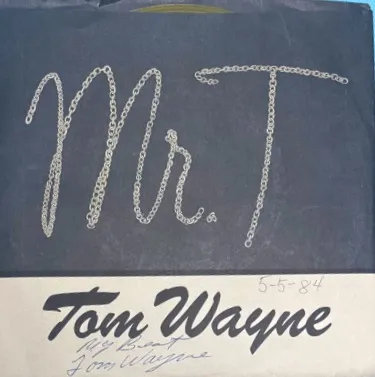 Mr. T
5-5-84
Tom Wayne
My Best
Tom Wayne